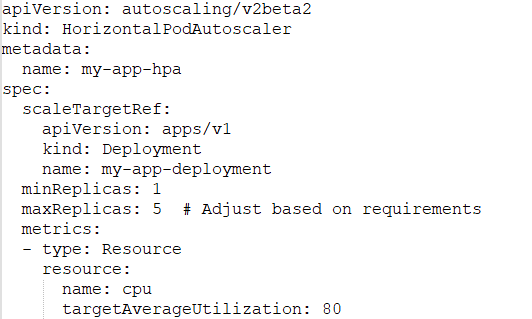 apiVersion: autoscaling/v2beta2
kind: HorizontalPodAutoscaler
metadata:
  name: my-app-hpa
spec:
  scaleTargetRef:
    apiVersion: apps/v1
    kind: Deployment
    name: my-app-deployment
  minReplicas: 1
  maxReplicas: 5  # Adjust based on requirements
  metrics:
  - type: Resource
    resource:
      name: cpu
      targetAverageUtilization: 80